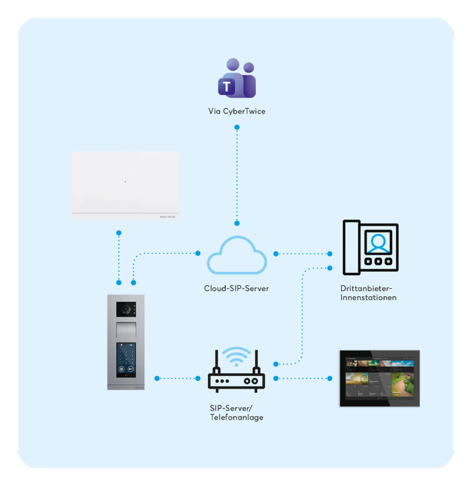 T
Via CyberTwice
Cloud-SIP-Server
Drittanbieter-
Innenstationen
SIP-Server/
Telefonanlage